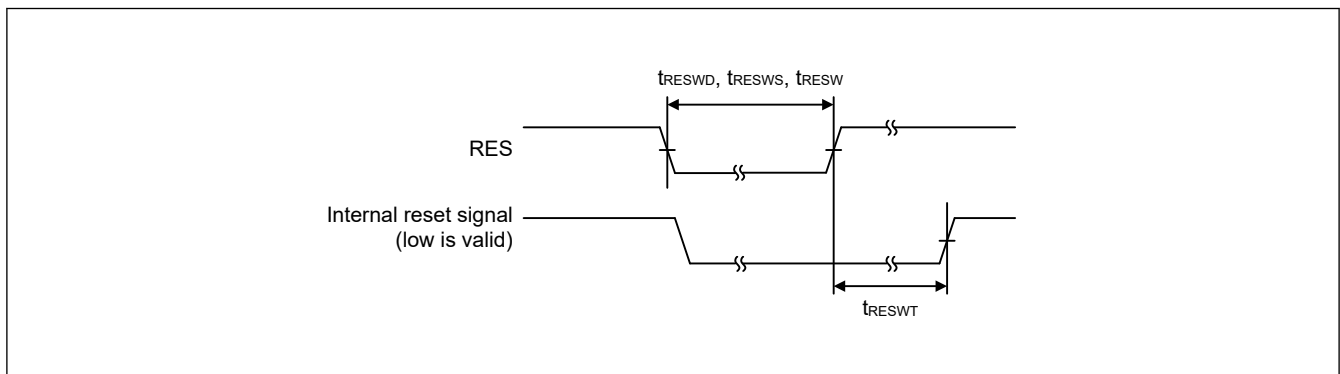 tRESWD, tRESWS, tRESW
RES
Internal reset signal
(low is valid)
tRESWT